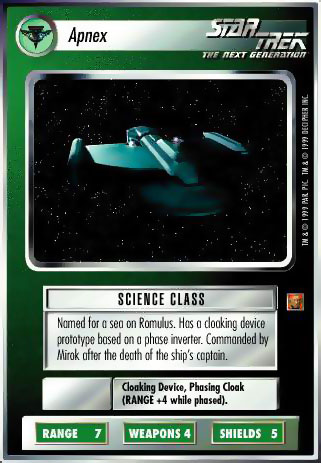 Apnex
STAR TREK
THE NEXT GENERATION
TM & © 1999 PAR. PIC. TM & © 1999 DECIPHER INC.
SCIENCE CLASS
Named for a sea on Romulus. Has a cloaking device
prototype based on a phase inverter. Commanded by
Mirok after the death of the ship's captain.
Cloaking Device, Phasing Cloak
(RANGE +4 while phased).
RANGE 7 WEAPONS 4 SHIELDS 5